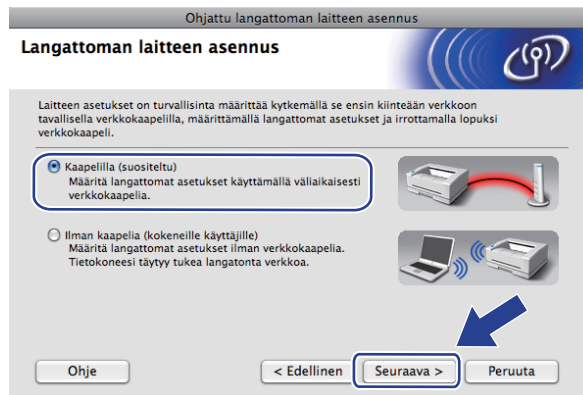 Ohjattu langattoman laitteen asennus
Langattoman laitteen asennus
Laitteen asetukset on turvallisinta määrittää kytkemällä se ensin kiinteään verkkoon
tavallisella verkkokaapelilla, määrittämällä langattomat asetukset ja irrottamalla lopuksi
verkkokaapeli.
Kaapelilla (suositeltu)
Määritä langattomat asetukset käyttämällä väliaikaisesti
verkkokaapelia.
Ilman kaapelia (kokeneille käyttäjille)
Määritä langattomat asetukset ilman verkkokaapelia.
Tietokoneesi täytyy tukea langatonta verkkoa.
Ohje
< Edellinen
Seuraava >
Peruuta